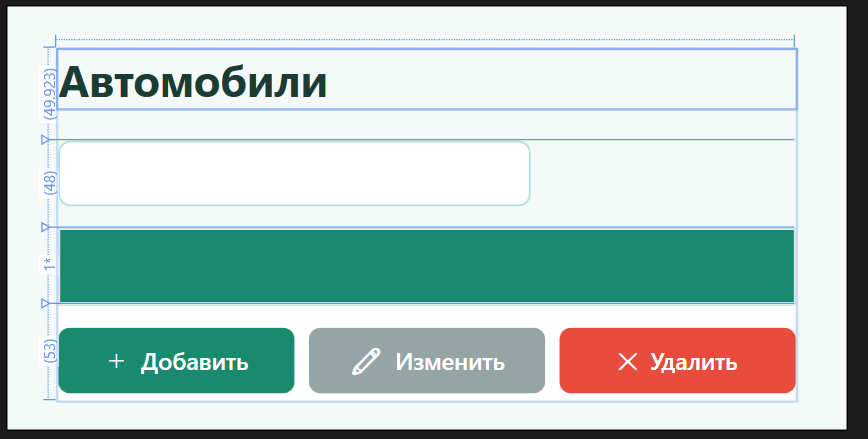 Автомобили
(49,923)
(48)
1*
(53)
+ Добавить
Изменить
Удалить